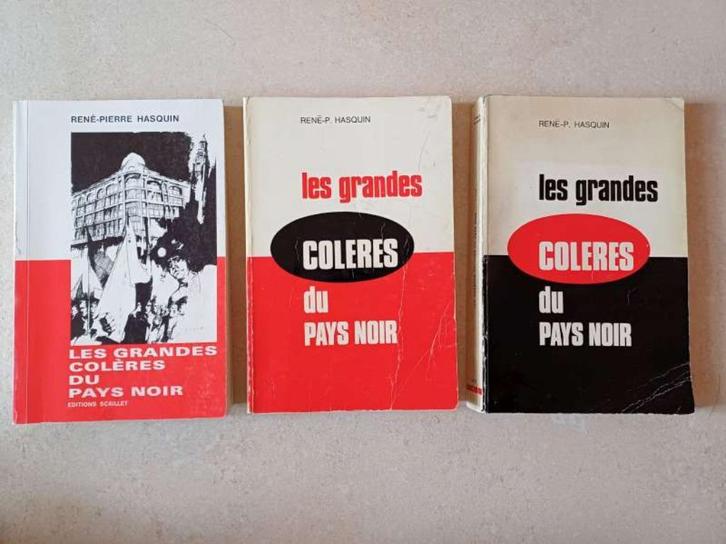 RENÉ-PIERRE HASQUIN
LES GRANDES
COLÈRES
DU
PAYS NOIR
EDITIONS SCAILLET
RENÉ-P. HASQUIN
les grandes
COLERES
du
PAYS NOIR
RENÉ-P. HASQUIN
les grandes
COLERES
du
PAYS NOIR